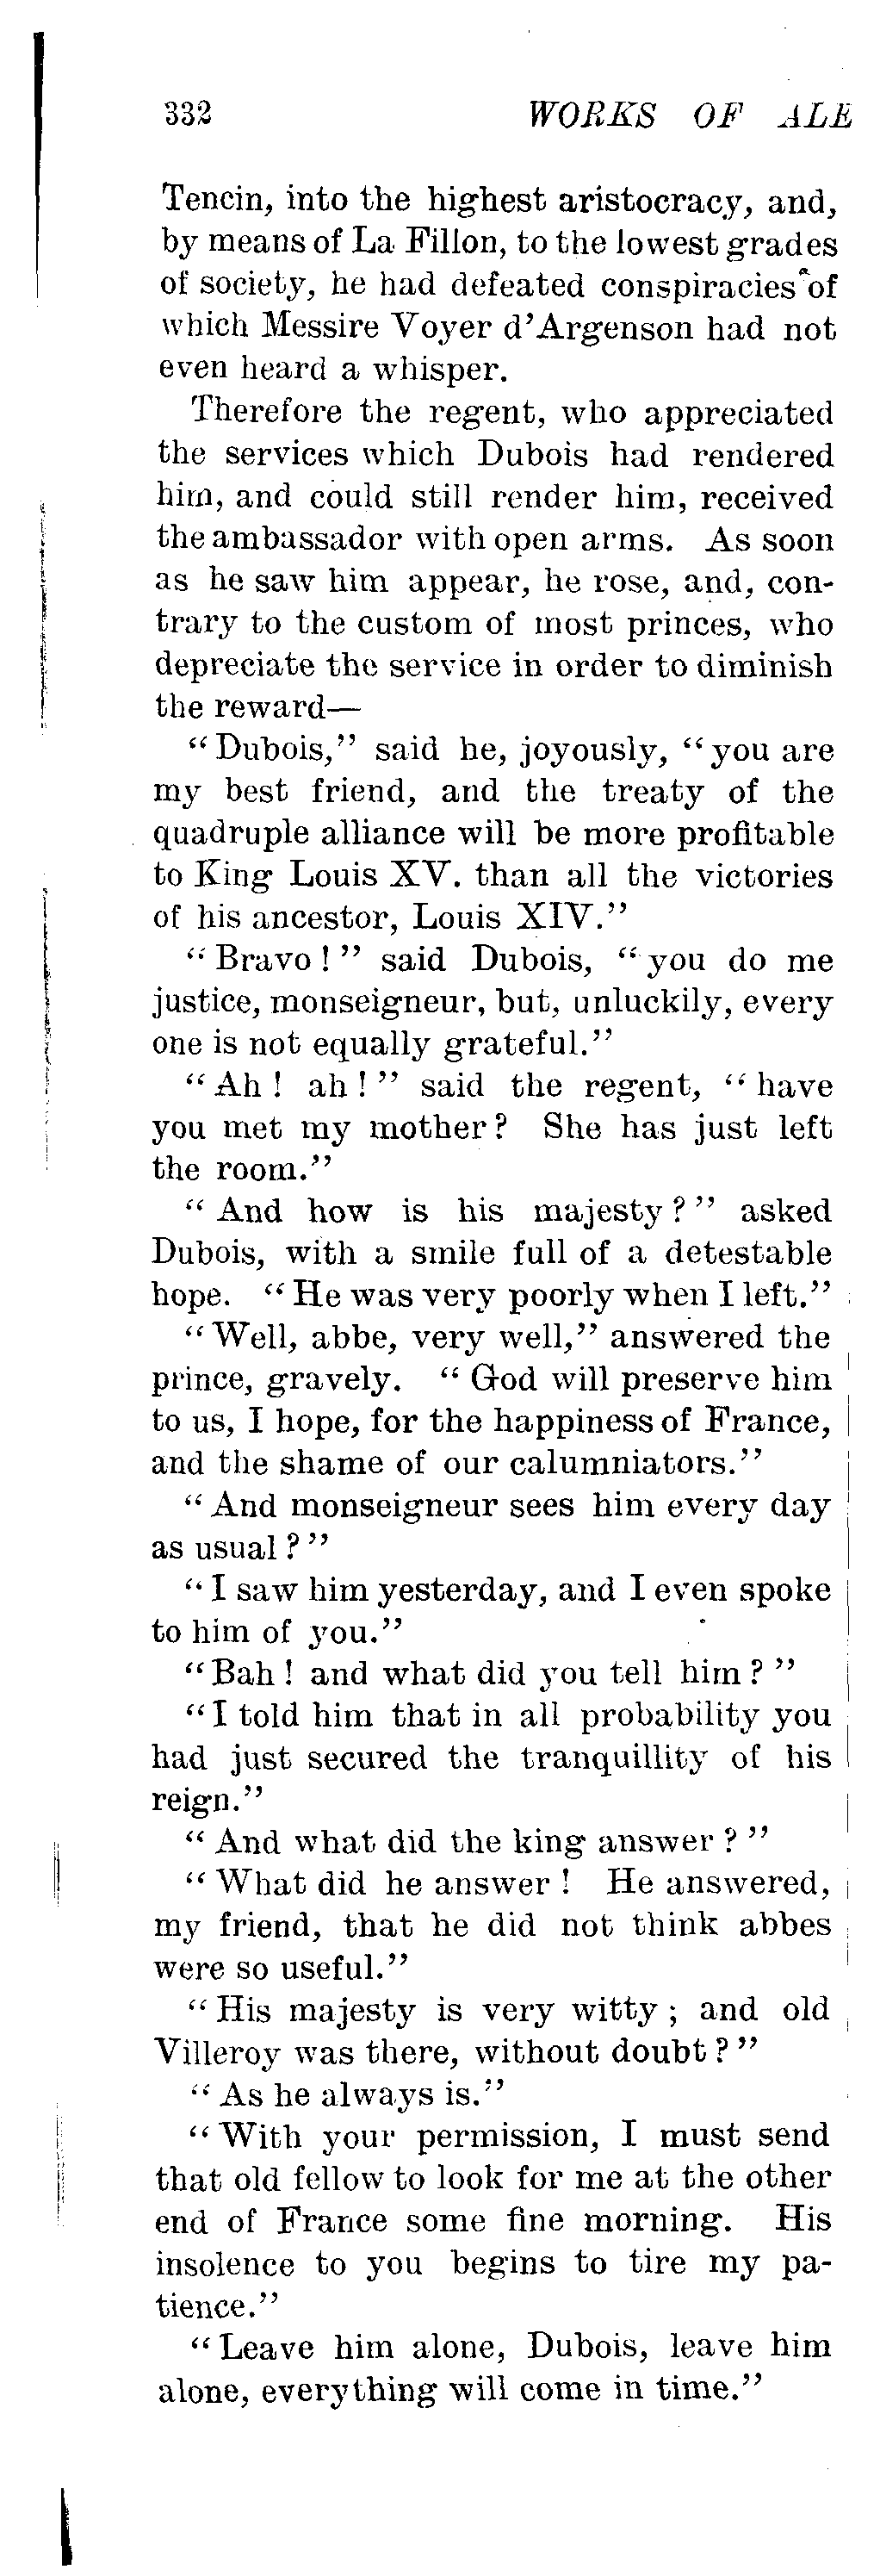 332 WORKS OF ALE
Tencin, into the highest aristocracy, and,
by means of La Fillon, to the lowest grades
of society, he had defeated conspiracies of
which Messire Voyer d'Argenson had not
even heard a whisper.
Therefore the regent, who appreciated
the services which Dubois had rendered
him, and could still render him, received
the ambassador with open arms. As soon
as he saw him appear, he rose, and, con-
trary to the custom of most princes, who
depreciate the service in order to diminish
the reward—
"Dubois," said he, joyously, "you are
my best friend, and the treaty of the
quadruple alliance will be more profitable
to King Louis XV. than all the victories
of his ancestor, Louis XIV."
"Bravo!" said Dubois, "you do me
justice, monseigneur, but, unluckily, every
one is not equally grateful."
"Ah! ah!" said the regent, "have
you met my mother? She has just left
the room."
"And how is his majesty?" asked
Dubois, with a smile full of a detestable
hope. "He was very poorly when I left."
"Well, abbe, very well," answered the
prince, gravely. "God will preserve him
to us, I hope, for the happiness of France,
and the shame of our calumniators."
"And monseigneur sees him every day
as usual?"
"I saw him yesterday, and I even spoke
to him of you."
"Bah! and what did you tell him?"
"I told him that in all probability you
had just secured the tranquillity of his
reign."
"And what did the king answer?"
"What did he answer! He answered,
my friend, that he did not think abbes
were so useful."
"His majesty is very witty; and old
Villeroy was there, without doubt?"
"As he always is."
"With your permission, I must send
that old fellow to look for me at the other
end of France some fine morning. His
insolence to you begins to tire my pa-
tience."
"Leave him alone, Dubois, leave him
alone, everything will come in time."